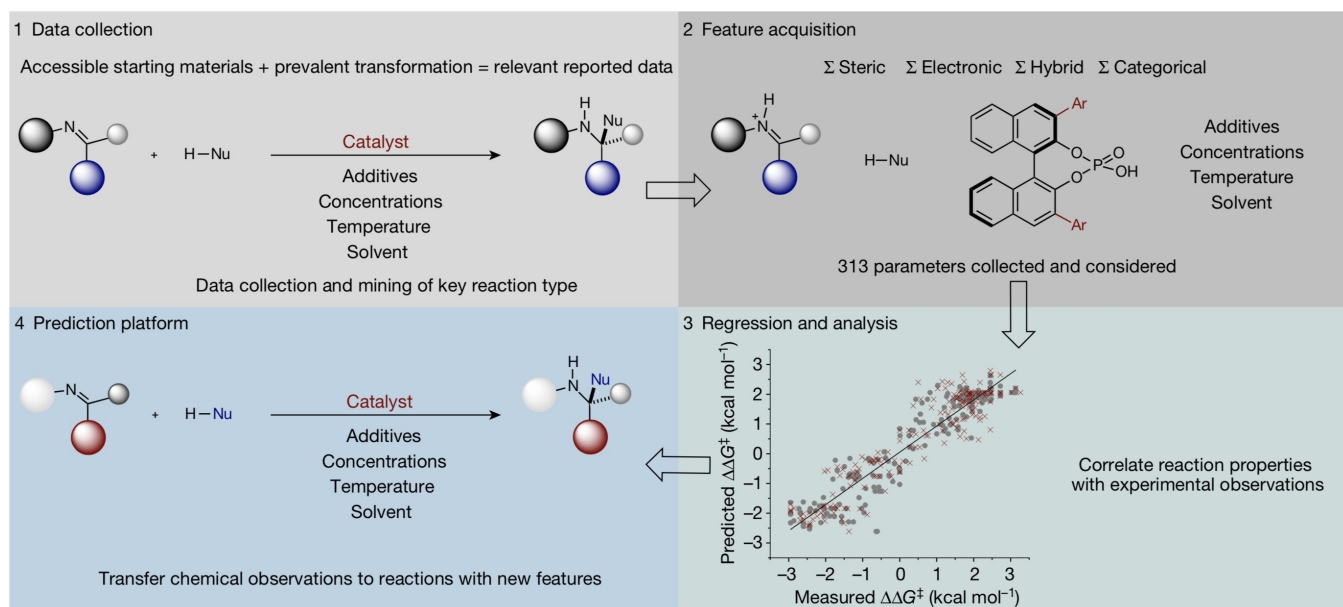 1 Data collection
Accessible starting materials + prevalent transformation = relevant reported data
N
+
H–Nu
Catalyst
Additives
Concentrations
Temperature
Solvent
H
N
Nu
C
Data collection and mining of key reaction type
2 Feature acquisition
Σ Steric Σ Electronic Σ Hybrid Σ Categorical
H
N
+
H–Nu
Ar
O
O
P
O
OH
Ar
Additives
Concentrations
Temperature
Solvent
313 parameters collected and considered
4 Prediction platform
N
+
H–Nu
Catalyst
Additives
Concentrations
Temperature
Solvent
H
N
Nu
C
Transfer chemical observations to reactions with new features
3 Regression and analysis
Predicted ΔΔG‡ (kcal mol−1)
3
2
1
0
−1
−2
−3
−3 −2 −1 0 1 2 3
Measured ΔΔG‡ (kcal mol−1)
Correlate reaction properties
with experimental observations